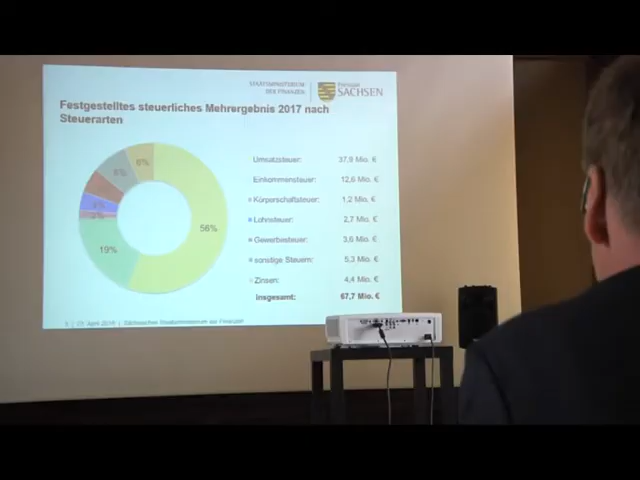 STAATSMINISTERIUM
DER FINANZEN
Freistaat
SACHSEN
Festgestelltes steuerliches Mehrergebnis 2017 nach
Steuerarten
6%
8%
56%
19%
Umsatzsteuer: 37,9 Mio. €
Einkommensteuer: 12,6 Mio. €
Körperschaftsteuer: 1,2 Mio. €
Lohnsteuer: 2,7 Mio. €
Gewerbesteuer: 3,6 Mio. €
sonstige Steuern: 5,3 Mio. €
Zinsen: 4,4 Mio. €
Insgesamt: 67,7 Mio. €
April | Sächsisches Staatsministerium der Finanzen